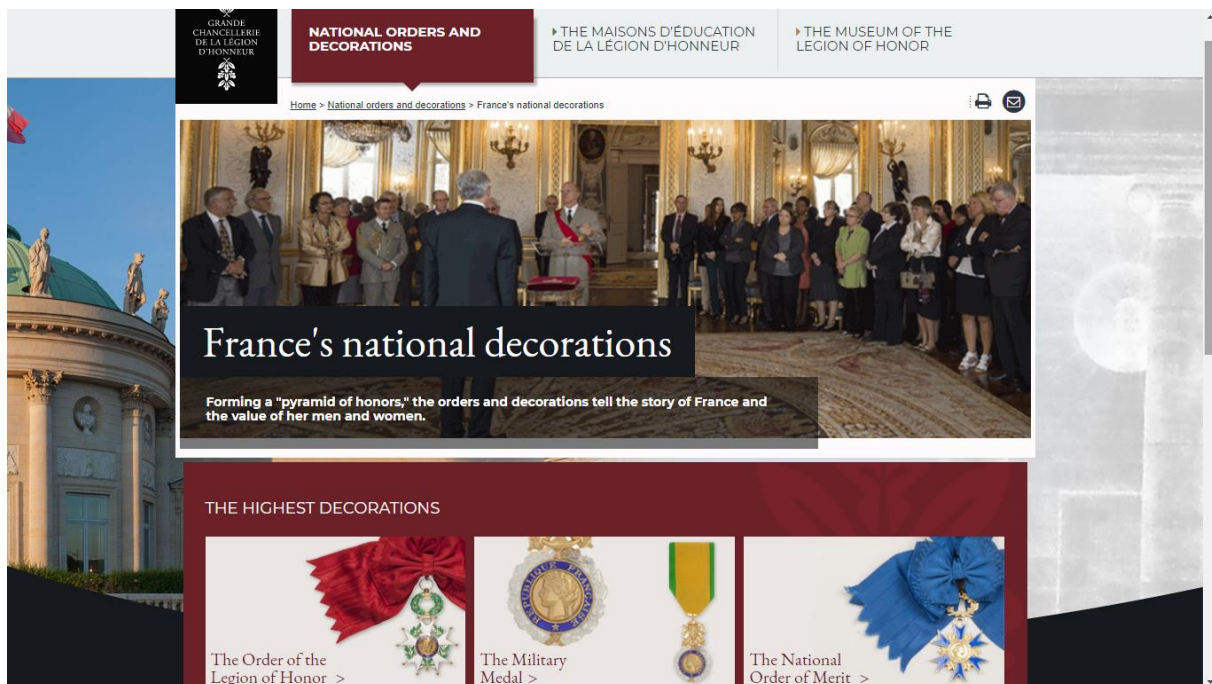 GRANDE
CHANCELLERIE
DE LA LÉGION
D'HONNEUR
NATIONAL ORDERS AND
DECORATIONS
THE MAISONS D'ÉDUCATION
DE LA LÉGION D'HONNEUR
THE MUSEUM OF THE
LEGION OF HONOR
Home > National orders and decorations > France's national decorations
France's national decorations
Forming a "pyramid of honors," the orders and decorations tell the story of France and
the value of her men and women.
THE HIGHEST DECORATIONS
REPUBLIQUE FRANÇAISE
The Order of the
Legion of Honor >
The Military
Medal >
The National
Order of Merit >